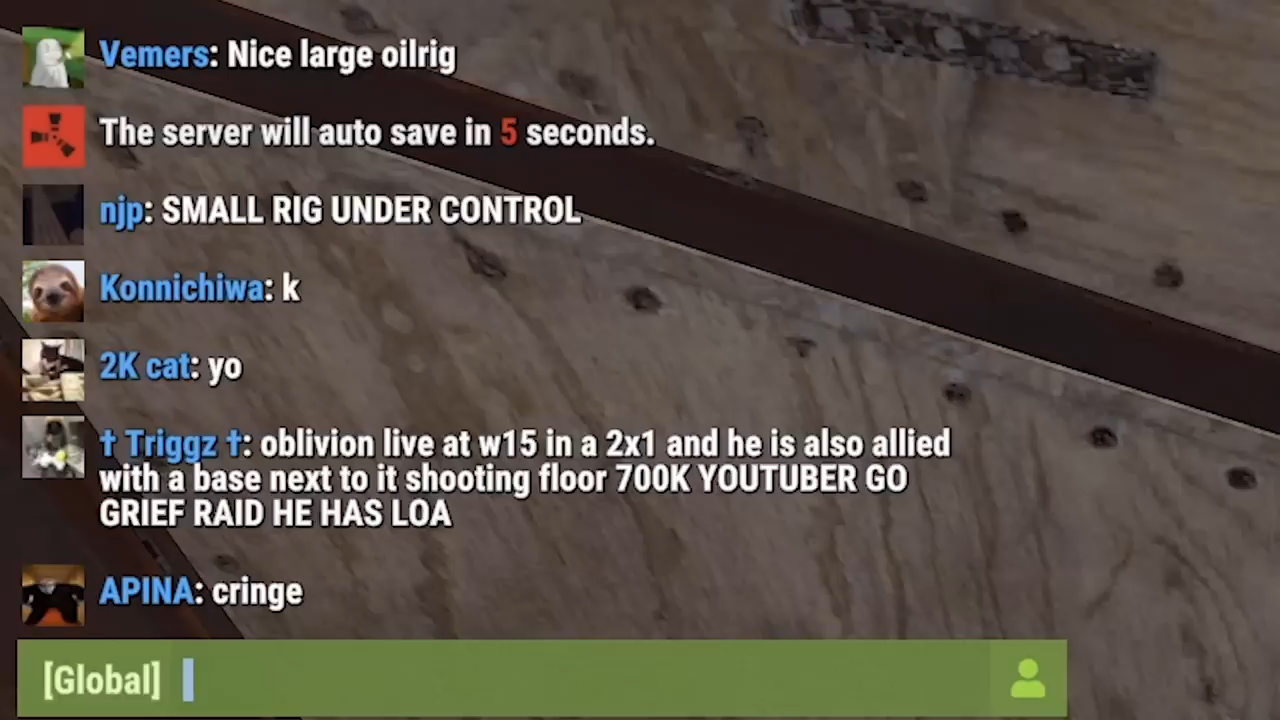 Vemers: Nice large oilrig
The server will auto save in 5 seconds.
njp: SMALL RIG UNDER CONTROL
Konnichiwa: k
2K cat: yo
† Triggz †: oblivion live at w15 in a 2x1 and he is also allied
with a base next to it shooting floor 700K YOUTUBER GO
GRIEF RAID HE HAS LOA
APINA: cringe
[Global]